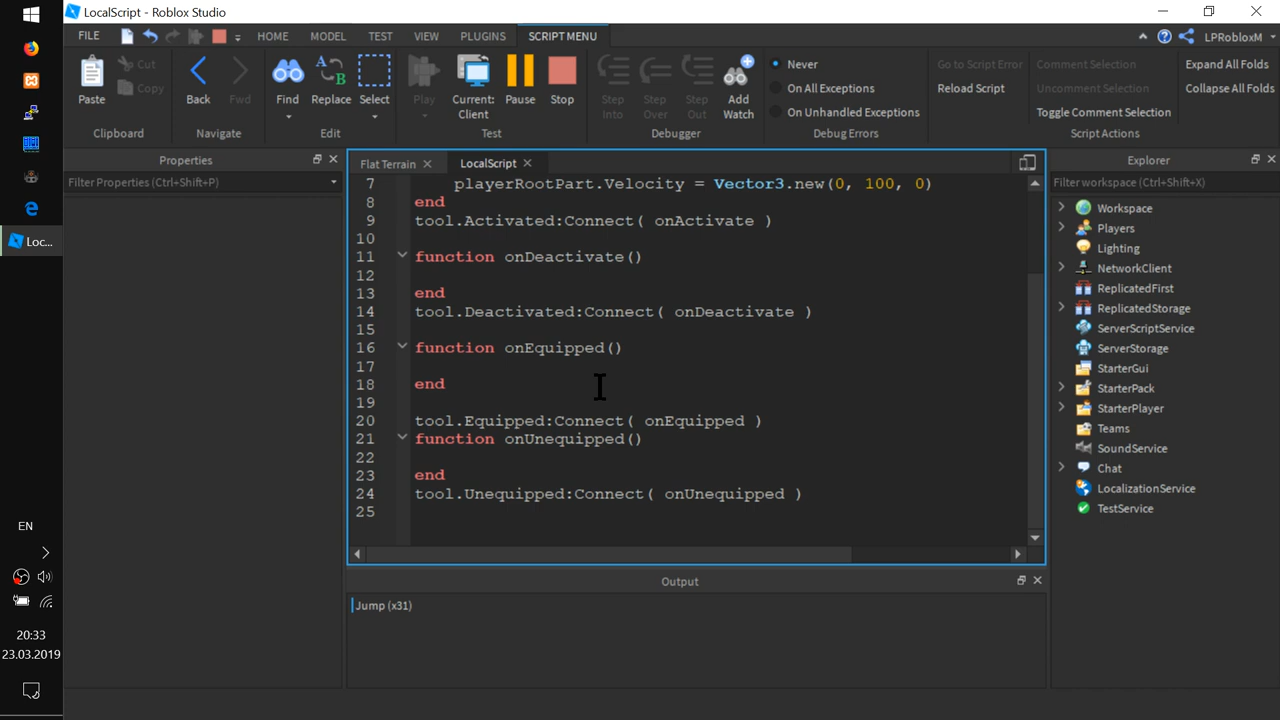 LocalScript - Roblox Studio
FILE HOME MODEL TEST VIEW PLUGINS SCRIPT MENU LPRobloxM
Paste Cut Copy Back Fwd Find Replace Select Play Current: Client Pause Stop Step Into Step Over Step Out Add Watch
Never
On All Exceptions
On Unhandled Exceptions
Go to Script Error
Reload Script
Comment Selection
Uncomment Selection
Toggle Comment Selection
Expand All Folds
Collapse All Folds
Clipboard Navigate Edit Test Debugger Debug Errors Script Actions
Properties
Filter Properties (Ctrl+Shift+P)
Loc...
Flat Terrain LocalScript
7 playerRootPart.Velocity = Vector3.new(0, 100, 0)
8 end
9 tool.Activated:Connect( onActivate )
10
11 function onDeactivate()
12
13 end
14 tool.Deactivated:Connect( onDeactivate )
15
16 function onEquipped()
17
18 end
19
20 tool.Equipped:Connect( onEquipped )
21 function onUnequipped()
22
23 end
24 tool.Unequipped:Connect( onUnequipped )
25
Output
Jump (x31)
Explorer
Filter workspace (Ctrl+Shift+X)
Workspace
Players
Lighting
NetworkClient
ReplicatedFirst
ReplicatedStorage
ServerScriptService
ServerStorage
StarterGui
StarterPack
StarterPlayer
Teams
SoundService
Chat
LocalizationService
TestService
EN
20:33
23.03.2019